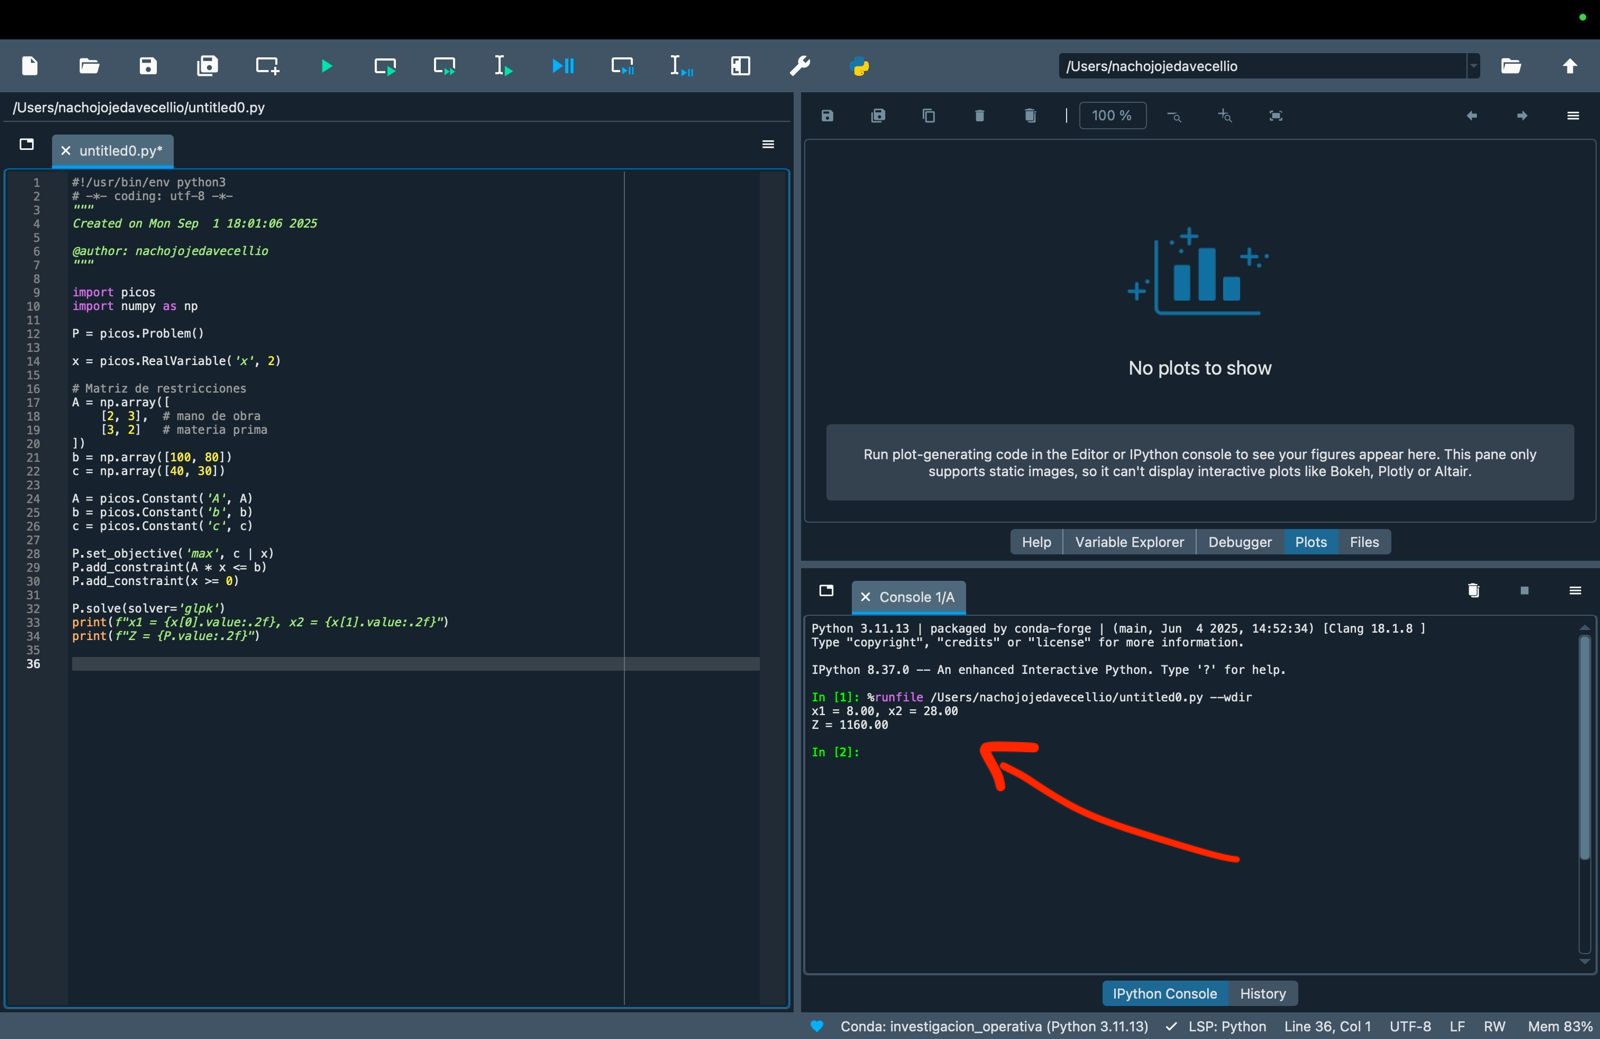 /Users/nachojojedavecellio
/Users/nachojojedavecellio/untitled0.py
untitled0.py*
1 #!/usr/bin/env python3
2 # -*- coding: utf-8 -*-
3 """
4 Created on Mon Sep  1 18:01:06 2025
5
6 @author: nachojojedavecellio
7 """
8
9 import picos
10 import numpy as np
11
12 P = picos.Problem()
13
14 x = picos.RealVariable('x', 2)
15
16 # Matriz de restricciones
17 A = np.array([
18     [2, 3],  # mano de obra
19     [3, 2]   # materia prima
20 ])
21 b = np.array([100, 80])
22 c = np.array([40, 30])
23
24 A = picos.Constant('A', A)
25 b = picos.Constant('b', b)
26 c = picos.Constant('c', c)
27
28 P.set_objective('max', c | x)
29 P.add_constraint(A * x <= b)
30 P.add_constraint(x >= 0)
31
32 P.solve(solver='glpk')
33 print(f"x1 = {x[0].value:.2f}, x2 = {x[1].value:.2f}")
34 print(f"Z = {P.value:.2f}")
35
36
100 %
No plots to show
Run plot-generating code in the Editor or IPython console to see your figures appear here. This pane only
supports static images, so it can't display interactive plots like Bokeh, Plotly or Altair.
Help Variable Explorer Debugger Plots Files
Console 1/A
Python 3.11.13 | packaged by conda-forge | (main, Jun  4 2025, 14:52:34) [Clang 18.1.8 ]
Type "copyright", "credits" or "license" for more information.
IPython 8.37.0 -- An enhanced Interactive Python. Type '?' for help.
In [1]: %runfile /Users/nachojojedavecellio/untitled0.py --wdir
x1 = 8.00, x2 = 28.00
Z = 1160.00
In [2]:
IPython Console History
Conda: investigacion_operativa (Python 3.11.13) LSP: Python Line 36, Col 1 UTF-8 LF RW Mem 83%